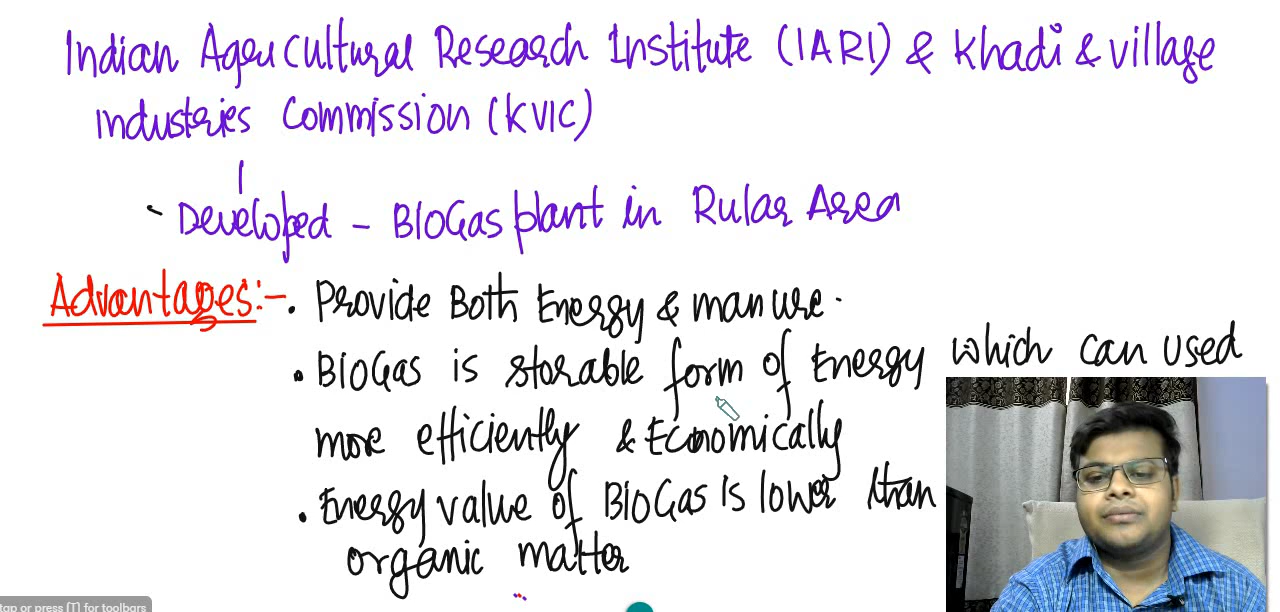 Indian Agricultural Research Institute (IARI) & Khadi & village
industries Commission (KVIC)
Developed - BioGas plant in Rular Area
Advantages:- . Provide Both Energy & manure.
. BioGas is storable form of Energy which can used
more efficiently & Economically
. Energy value of BioGas is lower than
organic matter
tap or press [T] for toolbars